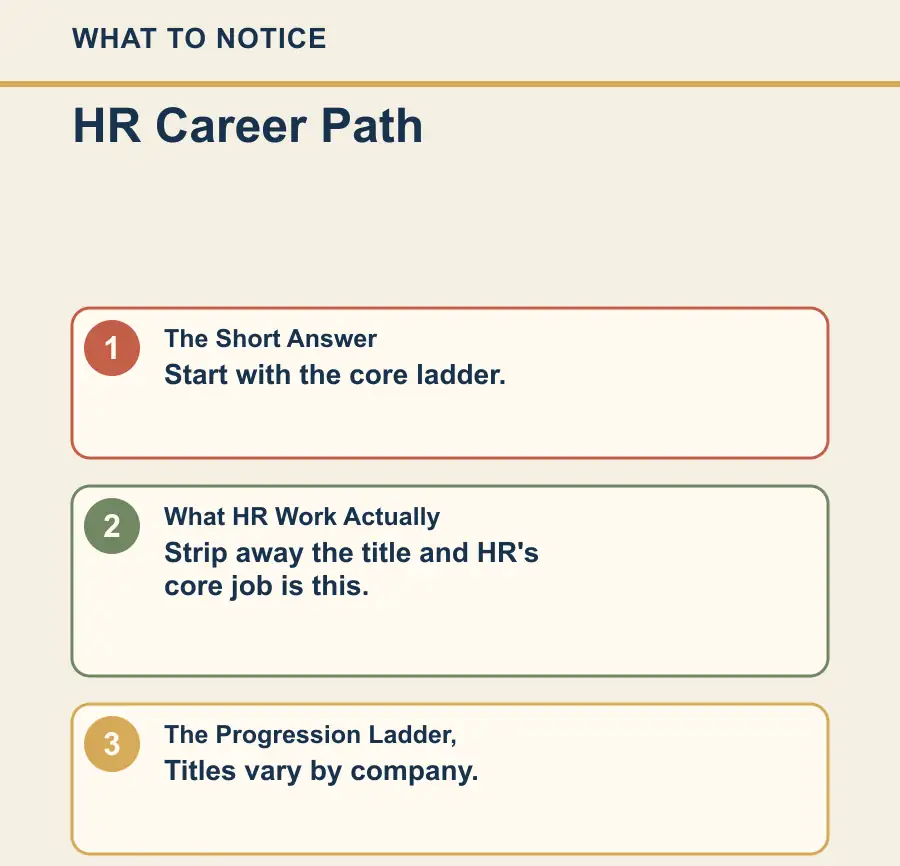 WHAT TO NOTICE
HR Career Path
1
The Short Answer
Start with the core ladder.
2
What HR Work Actually
Strip away the title and HR's
core job is this.
3
The Progression Ladder,
Titles vary by company.